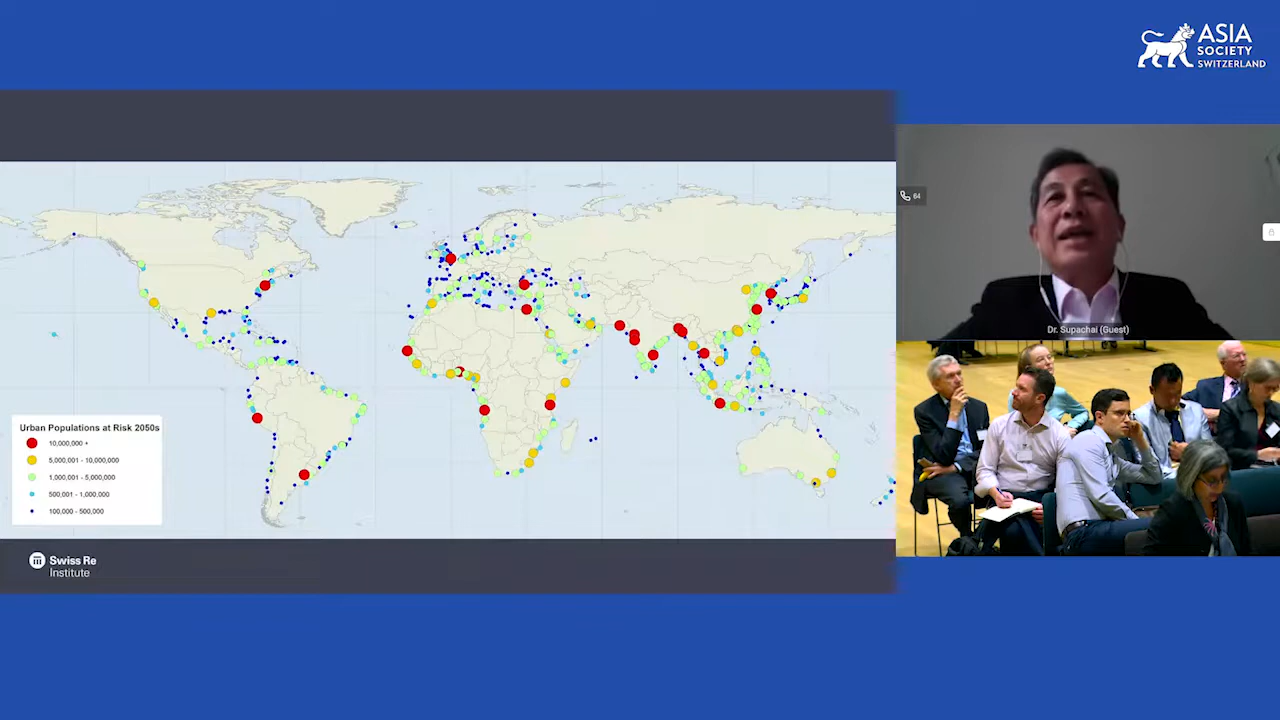 ASIA
SOCIETY
SWITZERLAND
64
Dr. Supachai (Guest)
Urban Populations at Risk 2050s
10,000,000 +
5,000,001 - 10,000,000
1,000,001 - 5,000,000
500,001 - 1,000,000
100,000 - 500,000
Swiss Re
Institute